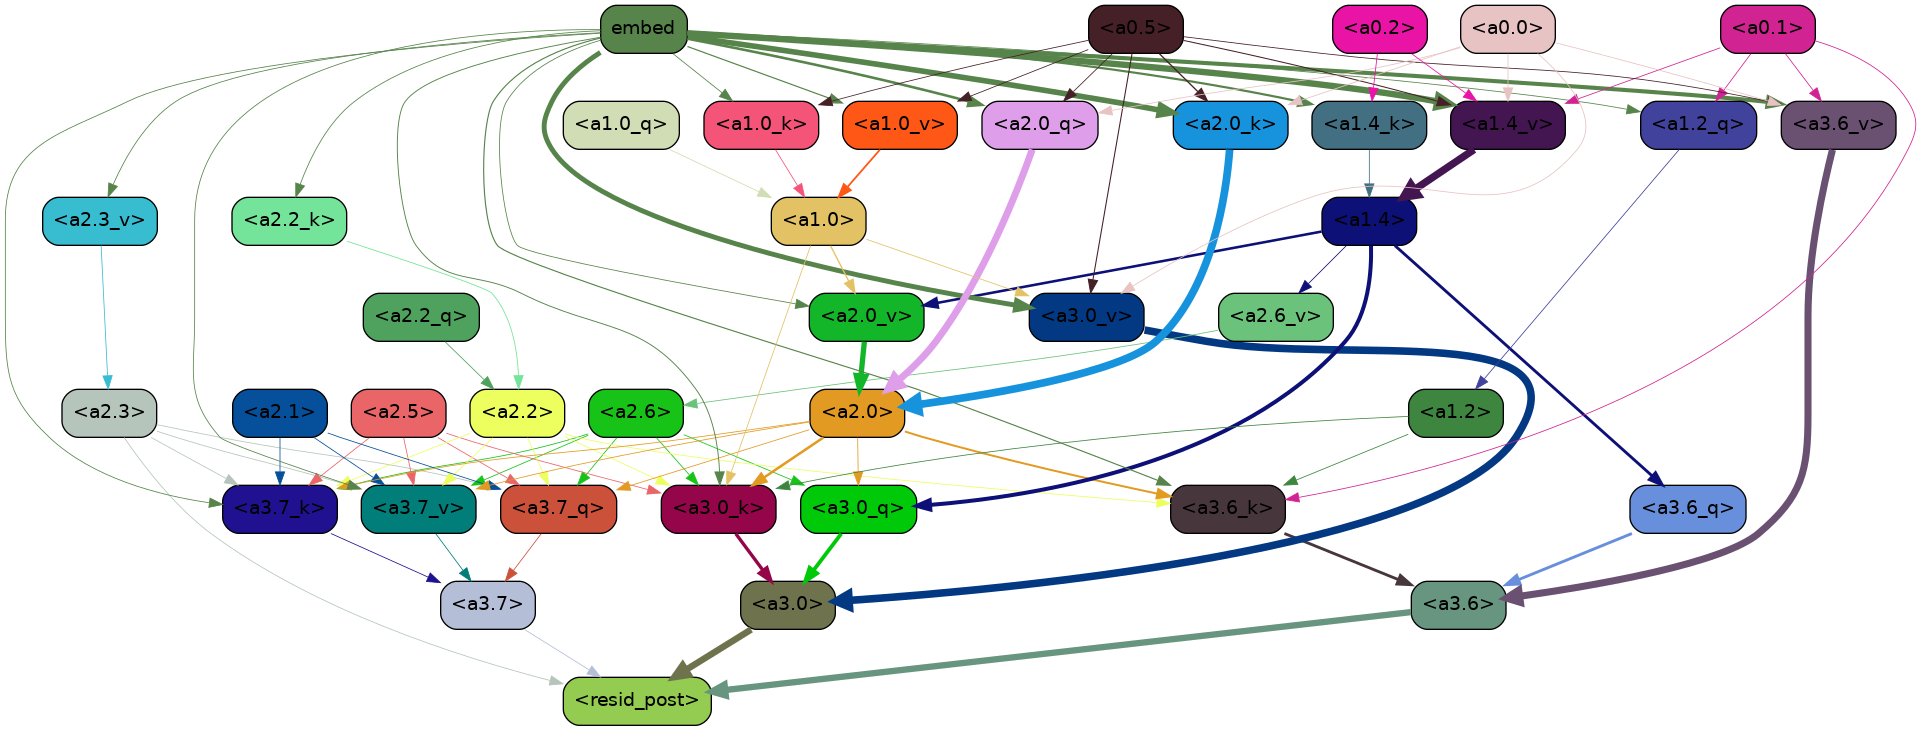 embed <a0.5> <a0.2> <a0.0> <a0.1>
<a1.0_q> <a1.0_k> <a1.0_v> <a2.0_q> <a2.0_k> <a1.4_k> <a1.4_v> <a1.2_q> <a3.6_v>
<a2.3_v> <a2.2_k> <a1.0> <a1.4>
<a2.2_q> <a2.0_v> <a3.0_v> <a2.6_v>
<a2.3> <a2.1> <a2.5> <a2.2> <a2.6> <a2.0> <a1.2>
<a3.7_k> <a3.7_v> <a3.7_q> <a3.0_k> <a3.0_q> <a3.6_k> <a3.6_q>
<a3.7> <a3.0> <a3.6>
<resid_post>